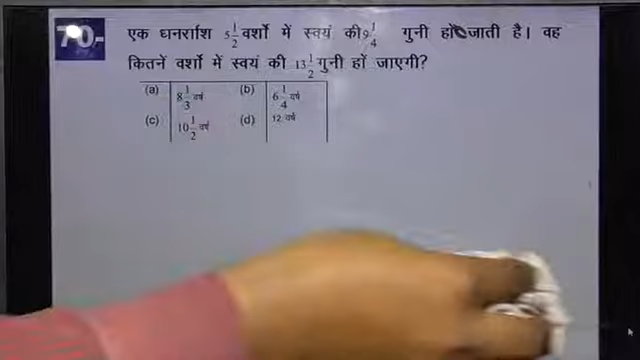 70-
एक धनराशि 5 1/2 वर्शो में स्वयं की 9 1/4 गुनी हो जाती है। वह
कितनें वर्शो में स्वयं की 13 1/2 गुनी हों जाएगी?
(a) 8 1/3 वर्ष (b) 6 1/4 वर्ष
(c) 10 1/2 वर्ष (d) 12 वर्ष